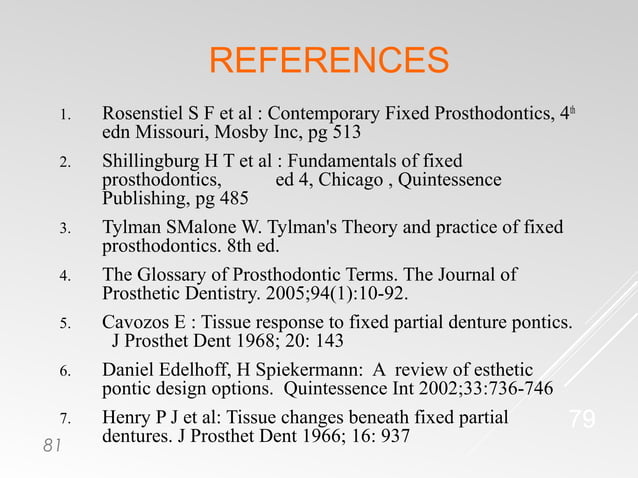 REFERENCES
1. Rosenstiel S F et al : Contemporary Fixed Prosthodontics, 4th
edn Missouri, Mosby Inc, pg 513
2. Shillingburg H T et al : Fundamentals of fixed
prosthodontics, ed 4, Chicago , Quintessence
Publishing, pg 485
3. Tylman SMalone W. Tylman's Theory and practice of fixed
prosthodontics. 8th ed.
4. The Glossary of Prosthodontic Terms. The Journal of
Prosthetic Dentistry. 2005;94(1):10-92.
5. Cavozos E : Tissue response to fixed partial denture pontics.
J Prosthet Dent 1968; 20: 143
6. Daniel Edelhoff, H Spiekermann: A review of esthetic
pontic design options. Quintessence Int 2002;33:736-746
7. Henry P J et al: Tissue changes beneath fixed partial
dentures. J Prosthet Dent 1966; 16: 937
79
81